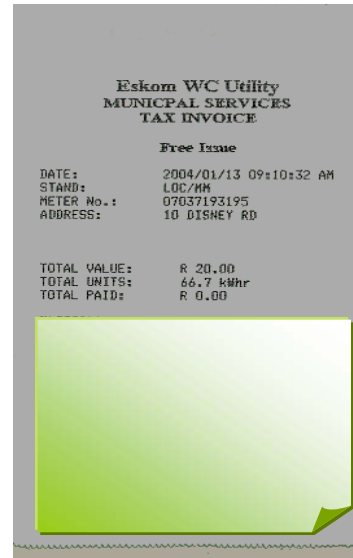 Eskom WC Utility
MUNICPAL SERVICES
TAX INVOICE
Free Issue
DATE: 2004/01/13 09:10:32 AM
STAND: LOC/MM
METER No.: 07037193195
ADDRESS: 10 DISNEY RD
TOTAL VALUE: R 20.00
TOTAL UNITS: 66.7 kWhr
TOTAL PAID: R 0.00